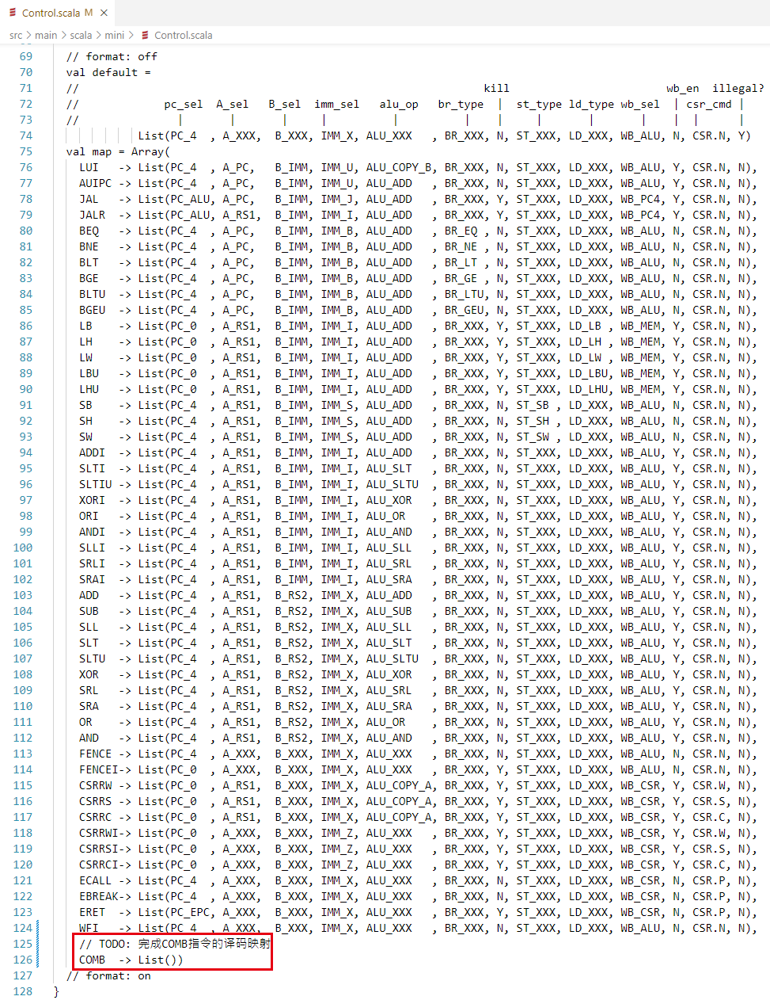 Control.scala M ×
src > main > scala > mini > Control.scala
69 // format: off
70 val default =
71 // kill wb_en illegal?
72 // pc_sel A_sel B_sel imm_sel alu_op br_type | st_type ld_type wb_sel | csr_cmd |
73 // | | | | | | | | | | | | |
74 List(PC_4 , A_XXX, B_XXX, IMM_X, ALU_XXX , BR_XXX, N, ST_XXX, LD_XXX, WB_ALU, N, CSR.N, Y)
75 val map = Array(
76 LUI -> List(PC_4 , A_PC, B_IMM, IMM_U, ALU_COPY_B, BR_XXX, N, ST_XXX, LD_XXX, WB_ALU, Y, CSR.N, N),
77 AUIPC -> List(PC_4 , A_PC, B_IMM, IMM_U, ALU_ADD , BR_XXX, N, ST_XXX, LD_XXX, WB_ALU, Y, CSR.N, N),
78 JAL -> List(PC_ALU, A_PC, B_IMM, IMM_J, ALU_ADD , BR_XXX, Y, ST_XXX, LD_XXX, WB_PC4, Y, CSR.N, N),
79 JALR -> List(PC_ALU, A_RS1, B_IMM, IMM_I, ALU_ADD , BR_XXX, Y, ST_XXX, LD_XXX, WB_PC4, Y, CSR.N, N),
80 BEQ -> List(PC_4 , A_PC, B_IMM, IMM_B, ALU_ADD , BR_EQ , N, ST_XXX, LD_XXX, WB_ALU, N, CSR.N, N),
81 BNE -> List(PC_4 , A_PC, B_IMM, IMM_B, ALU_ADD , BR_NE , N, ST_XXX, LD_XXX, WB_ALU, N, CSR.N, N),
82 BLT -> List(PC_4 , A_PC, B_IMM, IMM_B, ALU_ADD , BR_LT , N, ST_XXX, LD_XXX, WB_ALU, N, CSR.N, N),
83 BGE -> List(PC_4 , A_PC, B_IMM, IMM_B, ALU_ADD , BR_GE , N, ST_XXX, LD_XXX, WB_ALU, N, CSR.N, N),
84 BLTU -> List(PC_4 , A_PC, B_IMM, IMM_B, ALU_ADD , BR_LTU, N, ST_XXX, LD_XXX, WB_ALU, N, CSR.N, N),
85 BGEU -> List(PC_4 , A_PC, B_IMM, IMM_B, ALU_ADD , BR_GEU, N, ST_XXX, LD_XXX, WB_ALU, N, CSR.N, N),
86 LB -> List(PC_0 , A_RS1, B_IMM, IMM_I, ALU_ADD , BR_XXX, Y, ST_XXX, LD_LB , WB_MEM, Y, CSR.N, N),
87 LH -> List(PC_0 , A_RS1, B_IMM, IMM_I, ALU_ADD , BR_XXX, Y, ST_XXX, LD_LH , WB_MEM, Y, CSR.N, N),
88 LW -> List(PC_0 , A_RS1, B_IMM, IMM_I, ALU_ADD , BR_XXX, Y, ST_XXX, LD_LW , WB_MEM, Y, CSR.N, N),
89 LBU -> List(PC_0 , A_RS1, B_IMM, IMM_I, ALU_ADD , BR_XXX, Y, ST_XXX, LD_LBU, WB_MEM, Y, CSR.N, N),
90 LHU -> List(PC_0 , A_RS1, B_IMM, IMM_I, ALU_ADD , BR_XXX, Y, ST_XXX, LD_LHU, WB_MEM, Y, CSR.N, N),
91 SB -> List(PC_4 , A_RS1, B_IMM, IMM_S, ALU_ADD , BR_XXX, N, ST_SB , LD_XXX, WB_ALU, N, CSR.N, N),
92 SH -> List(PC_4 , A_RS1, B_IMM, IMM_S, ALU_ADD , BR_XXX, N, ST_SH , LD_XXX, WB_ALU, N, CSR.N, N),
93 SW -> List(PC_4 , A_RS1, B_IMM, IMM_S, ALU_ADD , BR_XXX, N, ST_SW , LD_XXX, WB_ALU, N, CSR.N, N),
94 ADDI -> List(PC_4 , A_RS1, B_IMM, IMM_I, ALU_ADD , BR_XXX, N, ST_XXX, LD_XXX, WB_ALU, Y, CSR.N, N),
95 SLTI -> List(PC_4 , A_RS1, B_IMM, IMM_I, ALU_SLT , BR_XXX, N, ST_XXX, LD_XXX, WB_ALU, Y, CSR.N, N),
96 SLTIU -> List(PC_4 , A_RS1, B_IMM, IMM_I, ALU_SLTU , BR_XXX, N, ST_XXX, LD_XXX, WB_ALU, Y, CSR.N, N),
97 XORI -> List(PC_4 , A_RS1, B_IMM, IMM_I, ALU_XOR , BR_XXX, N, ST_XXX, LD_XXX, WB_ALU, Y, CSR.N, N),
98 ORI -> List(PC_4 , A_RS1, B_IMM, IMM_I, ALU_OR , BR_XXX, N, ST_XXX, LD_XXX, WB_ALU, Y, CSR.N, N),
99 ANDI -> List(PC_4 , A_RS1, B_IMM, IMM_I, ALU_AND , BR_XXX, N, ST_XXX, LD_XXX, WB_ALU, Y, CSR.N, N),
100 SLLI -> List(PC_4 , A_RS1, B_IMM, IMM_I, ALU_SLL , BR_XXX, N, ST_XXX, LD_XXX, WB_ALU, Y, CSR.N, N),
101 SRLI -> List(PC_4 , A_RS1, B_IMM, IMM_I, ALU_SRL , BR_XXX, N, ST_XXX, LD_XXX, WB_ALU, Y, CSR.N, N),
102 SRAI -> List(PC_4 , A_RS1, B_IMM, IMM_I, ALU_SRA , BR_XXX, N, ST_XXX, LD_XXX, WB_ALU, Y, CSR.N, N),
103 ADD -> List(PC_4 , A_RS1, B_RS2, IMM_X, ALU_ADD , BR_XXX, N, ST_XXX, LD_XXX, WB_ALU, Y, CSR.N, N),
104 SUB -> List(PC_4 , A_RS1, B_RS2, IMM_X, ALU_SUB , BR_XXX, N, ST_XXX, LD_XXX, WB_ALU, Y, CSR.N, N),
105 SLL -> List(PC_4 , A_RS1, B_RS2, IMM_X, ALU_SLL , BR_XXX, N, ST_XXX, LD_XXX, WB_ALU, Y, CSR.N, N),
106 SLT -> List(PC_4 , A_RS1, B_RS2, IMM_X, ALU_SLT , BR_XXX, N, ST_XXX, LD_XXX, WB_ALU, Y, CSR.N, N),
107 SLTU -> List(PC_4 , A_RS1, B_RS2, IMM_X, ALU_SLTU , BR_XXX, N, ST_XXX, LD_XXX, WB_ALU, Y, CSR.N, N),
108 XOR -> List(PC_4 , A_RS1, B_RS2, IMM_X, ALU_XOR , BR_XXX, N, ST_XXX, LD_XXX, WB_ALU, Y, CSR.N, N),
109 SRL -> List(PC_4 , A_RS1, B_RS2, IMM_X, ALU_SRL , BR_XXX, N, ST_XXX, LD_XXX, WB_ALU, Y, CSR.N, N),
110 SRA -> List(PC_4 , A_RS1, B_RS2, IMM_X, ALU_SRA , BR_XXX, N, ST_XXX, LD_XXX, WB_ALU, Y, CSR.N, N),
111 OR -> List(PC_4 , A_RS1, B_RS2, IMM_X, ALU_OR , BR_XXX, N, ST_XXX, LD_XXX, WB_ALU, Y, CSR.N, N),
112 AND -> List(PC_4 , A_RS1, B_RS2, IMM_X, ALU_AND , BR_XXX, N, ST_XXX, LD_XXX, WB_ALU, Y, CSR.N, N),
113 FENCE -> List(PC_4 , A_XXX, B_XXX, IMM_X, ALU_XXX , BR_XXX, N, ST_XXX, LD_XXX, WB_ALU, N, CSR.N, N),
114 FENCEI-> List(PC_0 , A_XXX, B_XXX, IMM_X, ALU_XXX , BR_XXX, Y, ST_XXX, LD_XXX, WB_ALU, N, CSR.N, N),
115 CSRRW -> List(PC_0 , A_RS1, B_XXX, IMM_X, ALU_COPY_A, BR_XXX, Y, ST_XXX, LD_XXX, WB_CSR, Y, CSR.W, N),
116 CSRRS -> List(PC_0 , A_RS1, B_XXX, IMM_X, ALU_COPY_A, BR_XXX, Y, ST_XXX, LD_XXX, WB_CSR, Y, CSR.S, N),
117 CSRRC -> List(PC_0 , A_RS1, B_XXX, IMM_X, ALU_COPY_A, BR_XXX, Y, ST_XXX, LD_XXX, WB_CSR, Y, CSR.C, N),
118 CSRRWI-> List(PC_0 , A_XXX, B_XXX, IMM_Z, ALU_XXX , BR_XXX, Y, ST_XXX, LD_XXX, WB_CSR, Y, CSR.W, N),
119 CSRRSI-> List(PC_0 , A_XXX, B_XXX, IMM_Z, ALU_XXX , BR_XXX, Y, ST_XXX, LD_XXX, WB_CSR, Y, CSR.S, N),
120 CSRRCI-> List(PC_0 , A_XXX, B_XXX, IMM_Z, ALU_XXX , BR_XXX, Y, ST_XXX, LD_XXX, WB_CSR, Y, CSR.C, N),
121 ECALL -> List(PC_4 , A_XXX, B_XXX, IMM_X, ALU_XXX , BR_XXX, N, ST_XXX, LD_XXX, WB_CSR, N, CSR.P, N),
122 EBREAK-> List(PC_4 , A_XXX, B_XXX, IMM_X, ALU_XXX , BR_XXX, N, ST_XXX, LD_XXX, WB_CSR, N, CSR.P, N),
123 ERET -> List(PC_EPC, A_XXX, B_XXX, IMM_X, ALU_XXX , BR_XXX, Y, ST_XXX, LD_XXX, WB_CSR, N, CSR.P, N),
124 WFI -> List(PC_4 , A_XXX, B_XXX, IMM_X, ALU_XXX , BR_XXX, N, ST_XXX, LD_XXX, WB_ALU, N, CSR.N, N),
125 // TODO: 完成COMB指令的译码映射
126 COMB -> List())
127 // format: on
128 }